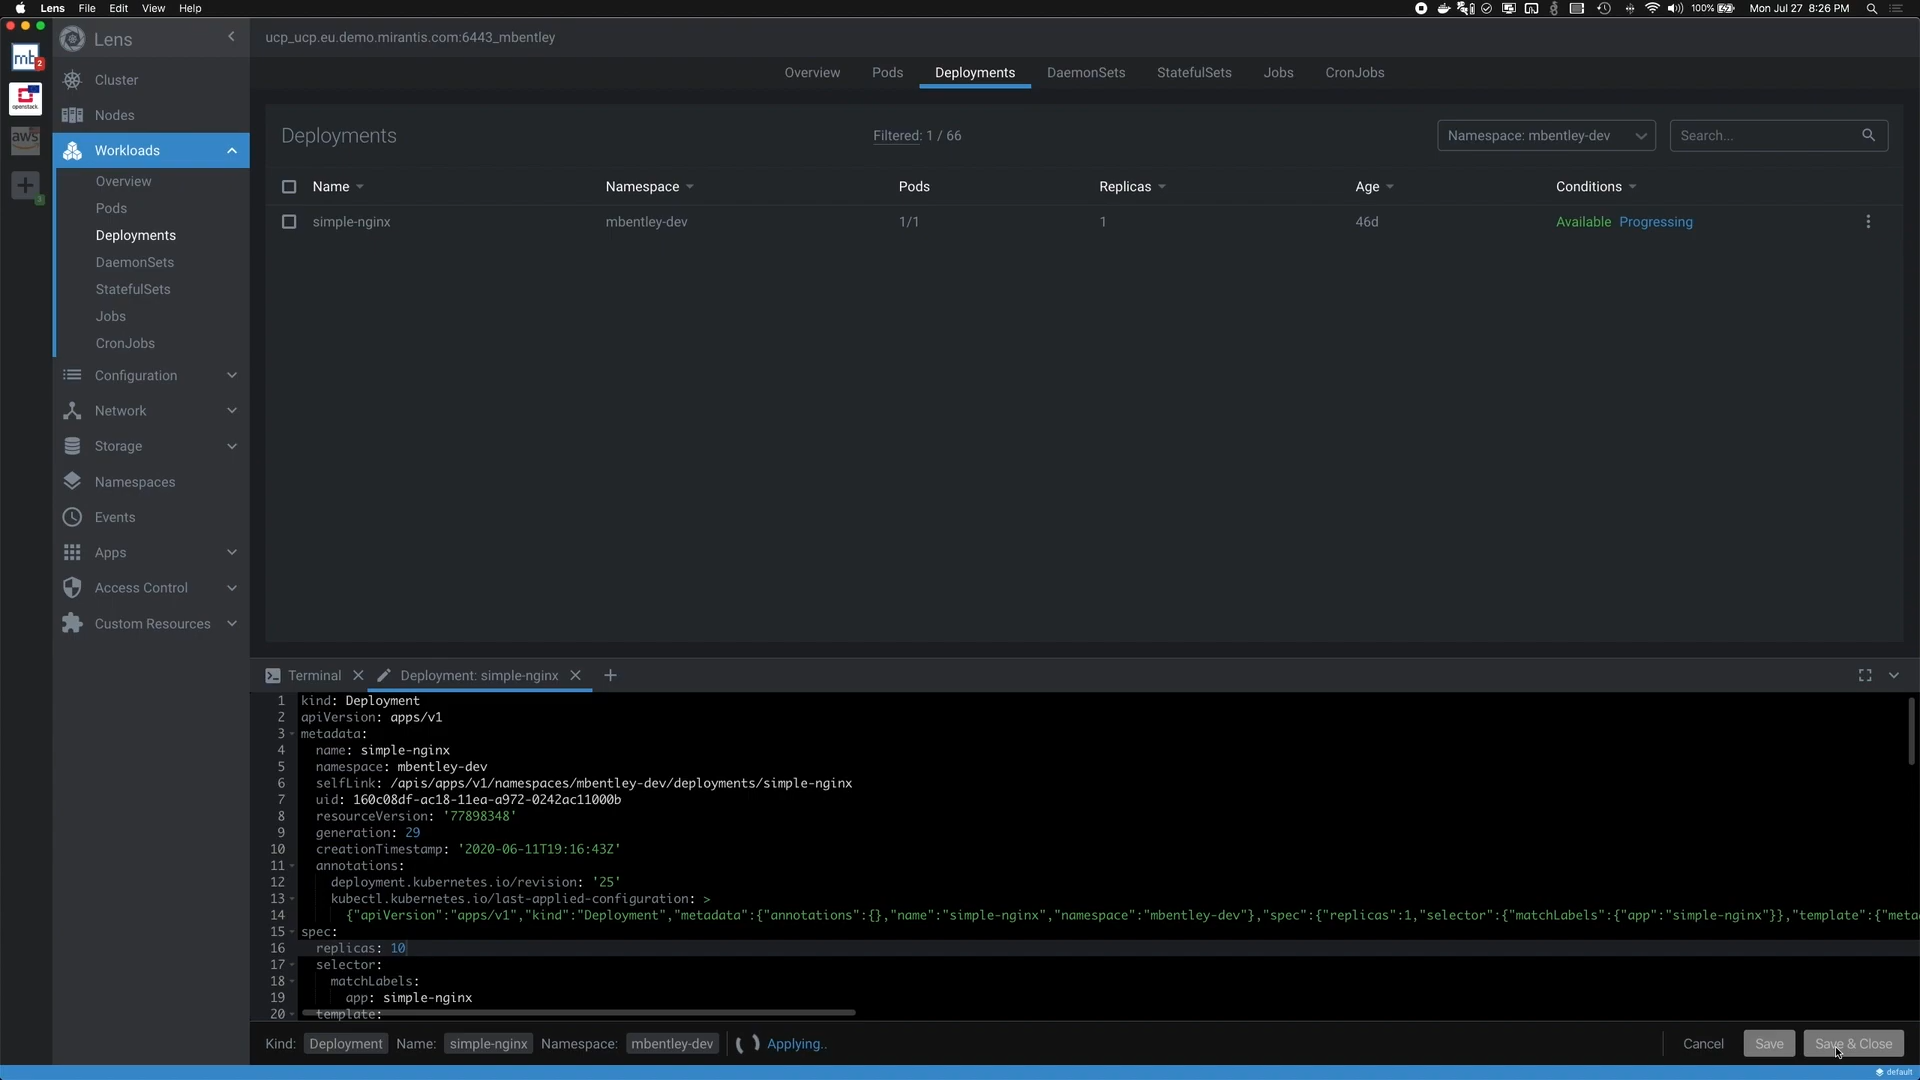 Lens File Edit View Help
100% Mon Jul 27 8:26 PM
mb 2
openstack.
aws
3
Lens
Cluster
Nodes
Workloads
Overview
Pods
Deployments
DaemonSets
StatefulSets
Jobs
CronJobs
Configuration
Network
Storage
Namespaces
Events
Apps
Access Control
Custom Resources
ucp_ucp.eu.demo.mirantis.com:6443_mbentley
Overview Pods Deployments DaemonSets StatefulSets Jobs CronJobs
Deployments Filtered: 1 / 66 Namespace: mbentley-dev Search...
Name Namespace Pods Replicas Age Conditions
simple-nginx mbentley-dev 1/1 1 46d Available Progressing
Terminal Deployment: simple-nginx
1 kind: Deployment
2 apiVersion: apps/v1
3 metadata:
4 name: simple-nginx
5 namespace: mbentley-dev
6 selfLink: /apis/apps/v1/namespaces/mbentley-dev/deployments/simple-nginx
7 uid: 160c08df-ac18-11ea-a972-0242ac11000b
8 resourceVersion: '77898348'
9 generation: 29
10 creationTimestamp: '2020-06-11T19:16:43Z'
11 annotations:
12 deployment.kubernetes.io/revision: '25'
13 kubectl.kubernetes.io/last-applied-configuration: >
14 {"apiVersion":"apps/v1","kind":"Deployment","metadata":{"annotations":{},"name":"simple-nginx","namespace":"mbentley-dev"},"spec":{"replicas":1,"selector":{"matchLabels":{"app":"simple-nginx"}},"template":{"meta
15 spec:
16 replicas: 10
17 selector:
18 matchLabels:
19 app: simple-nginx
20 template:
Kind: Deployment Name: simple-nginx Namespace: mbentley-dev Applying.. Cancel Save Save & Close
default